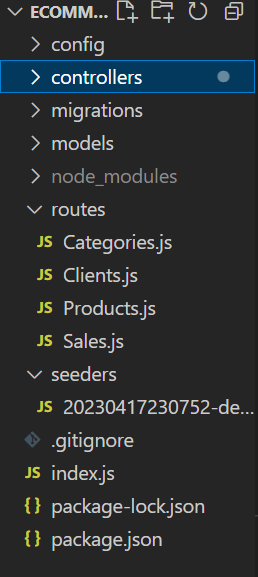 ECOMM...
config
controllers
migrations
models
node_modules
routes
JS Categories.js
JS Clients.js
JS Products.js
JS Sales.js
seeders
JS 20230417230752-de...
.gitignore
JS index.js
{ } package-lock.json
{ } package.json